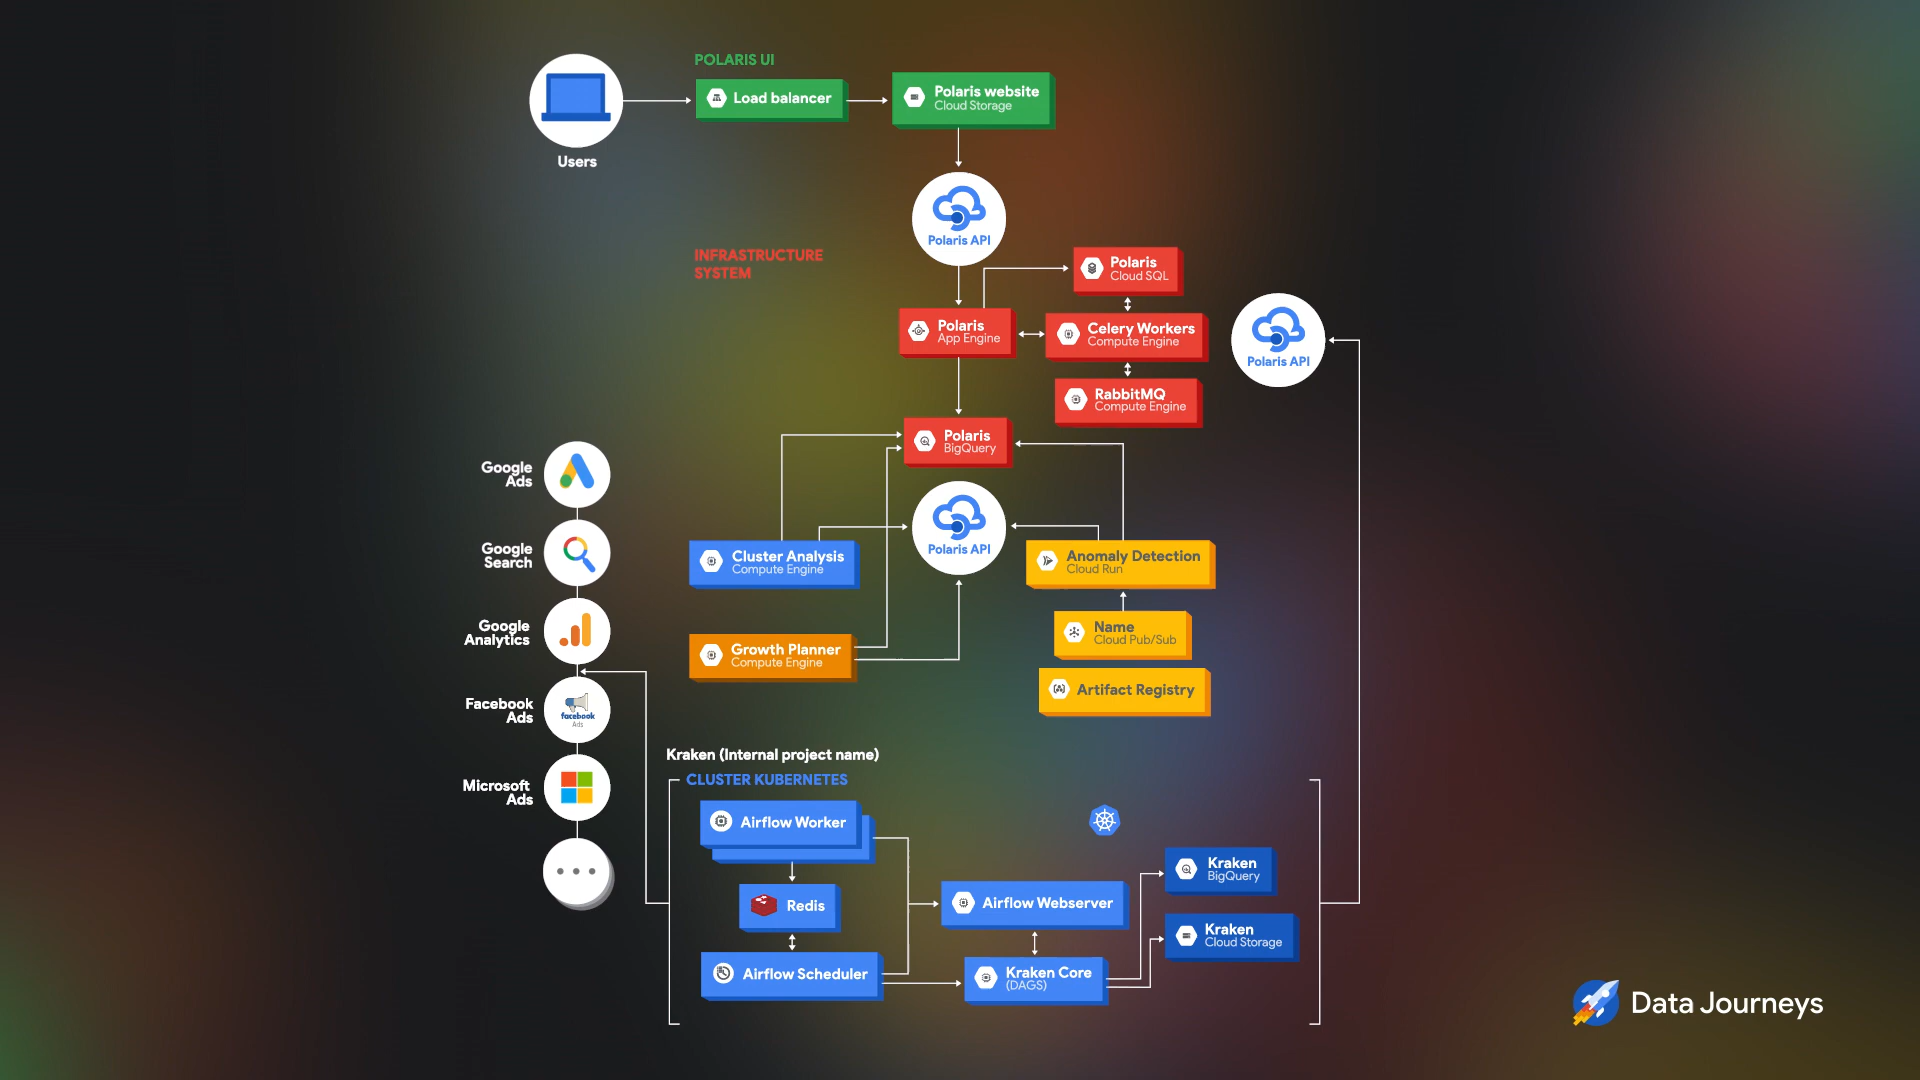 POLARIS UI
Load balancer
Polaris website
Cloud Storage
Users
Polaris API
INFRASTRUCTURE
SYSTEM
Polaris
Cloud SQL
Polaris
App Engine
Celery Workers
Compute Engine
Polaris API
RabbitMQ
Compute Engine
Polaris
BigQuery
Google
Ads
Google
Search
Google
Analytics
Facebook
Ads
facebook
Ads
Microsoft
Ads
Polaris API
Cluster Analysis
Compute Engine
Anomaly Detection
Cloud Run
Name
Cloud Pub/Sub
Growth Planner
Compute Engine
Artifact Registry
Kraken (Internal project name)
CLUSTER KUBERNETES
Airflow Worker
Redis
Airflow Scheduler
Airflow Webserver
Kraken Core
(DAGS)
Kraken
BigQuery
Kraken
Cloud Storage
Data Journeys